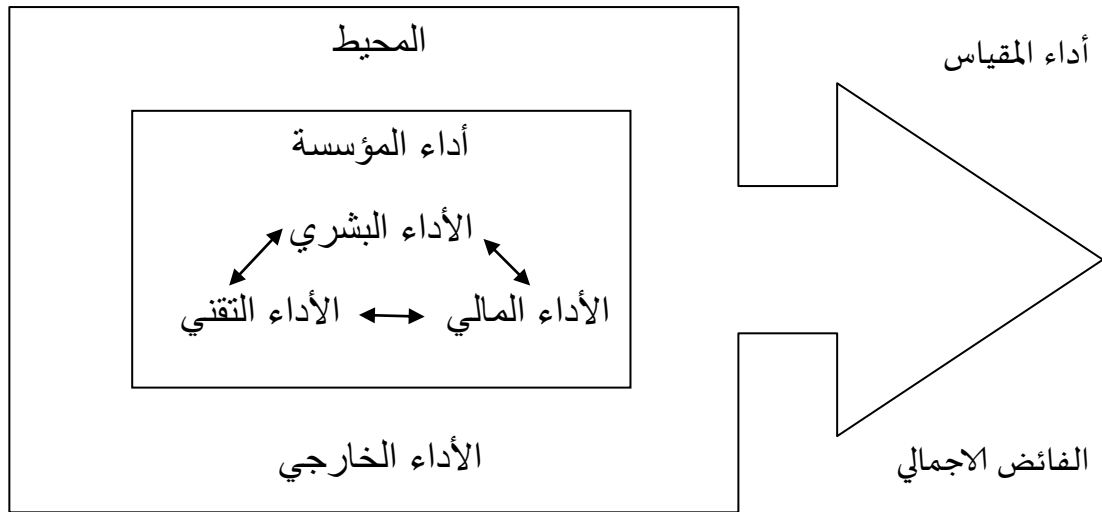 المحيط
أداء المقياس
أداء المؤسسة
الأداء البشري
الأداء المالي
الأداء التقني
الأداء الخارجي
الفائض الاجمالي